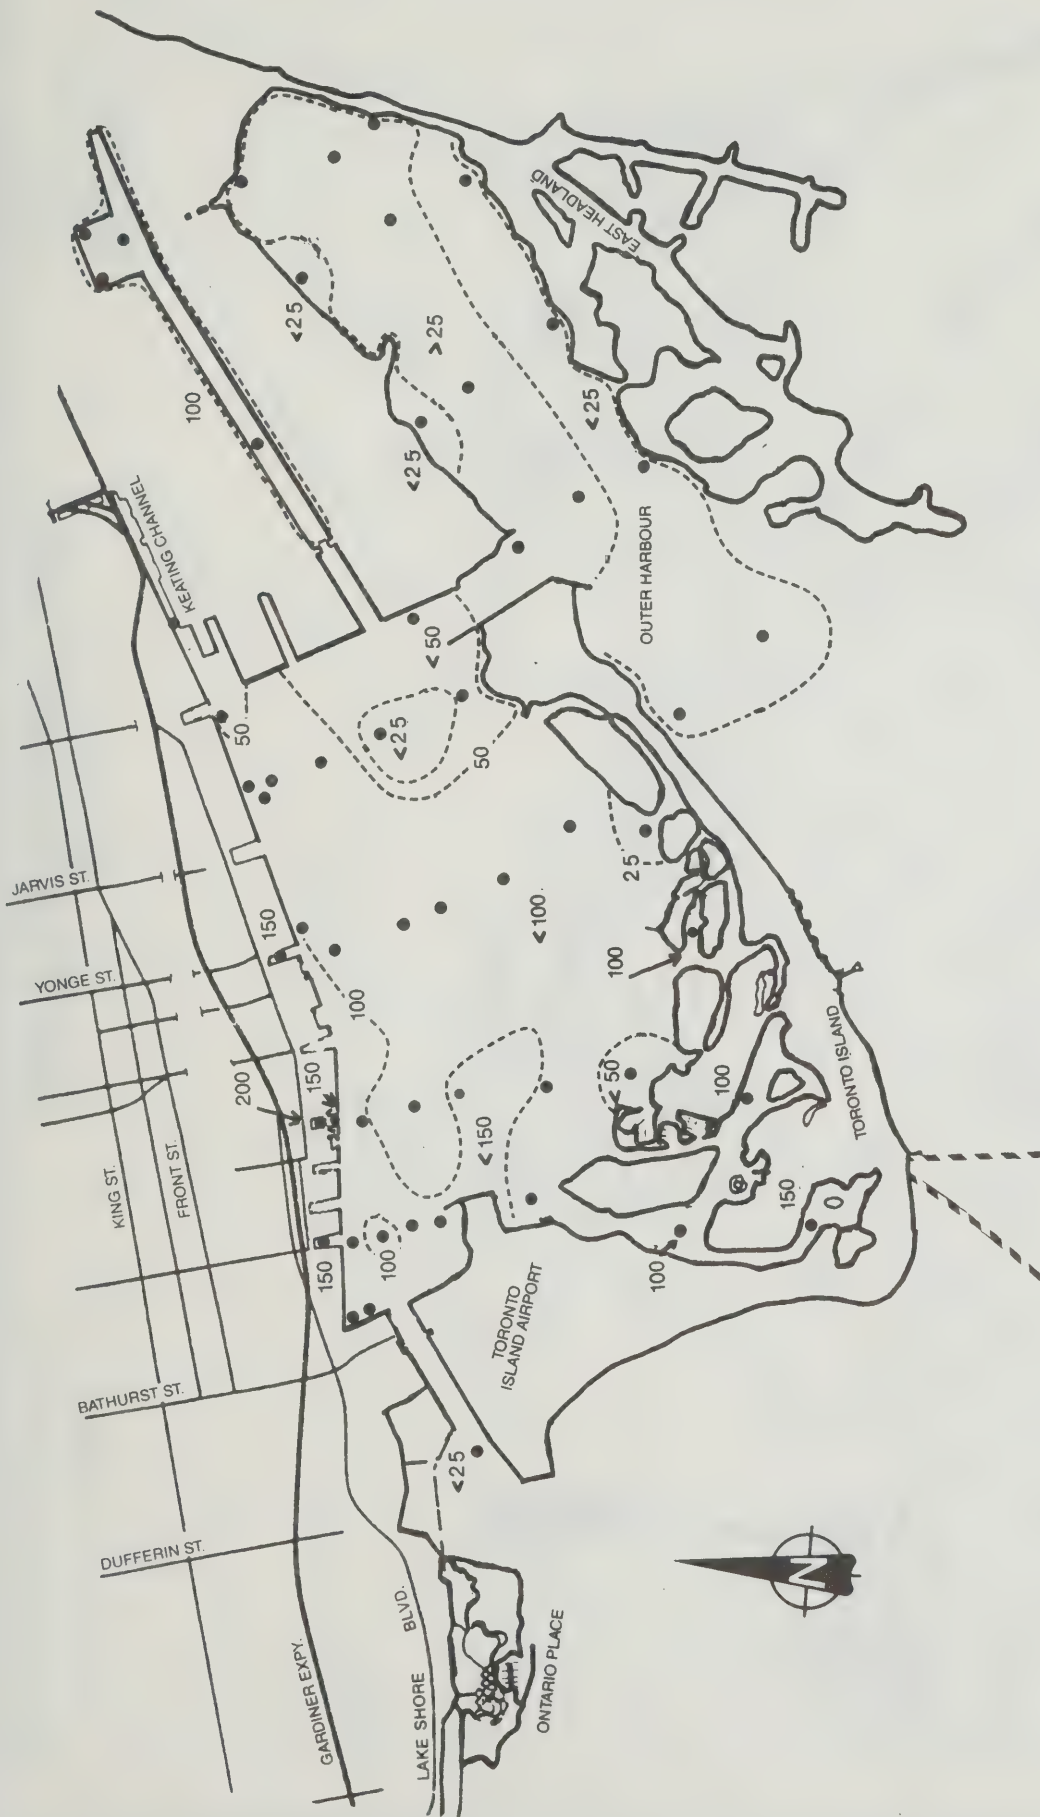 DUFFERIN ST.
BATHURST ST.
YONGE ST.
JARVIS ST.
KING ST.
FRONT ST.
GARDINER EXPY.
LAKE SHORE
BLVD.
ONTARIO PLACE
<25
TORONTO
ISLAND AIRPORT
150
100
200
150
150
100
<150
<100
50
<50
<25
50
25
100
<50
100
150
100
TORONTO ISLAND
KEATING CHANNEL
100
<25
<25
>25
<25
OUTER HARBOUR
EAST HEADLAND
N